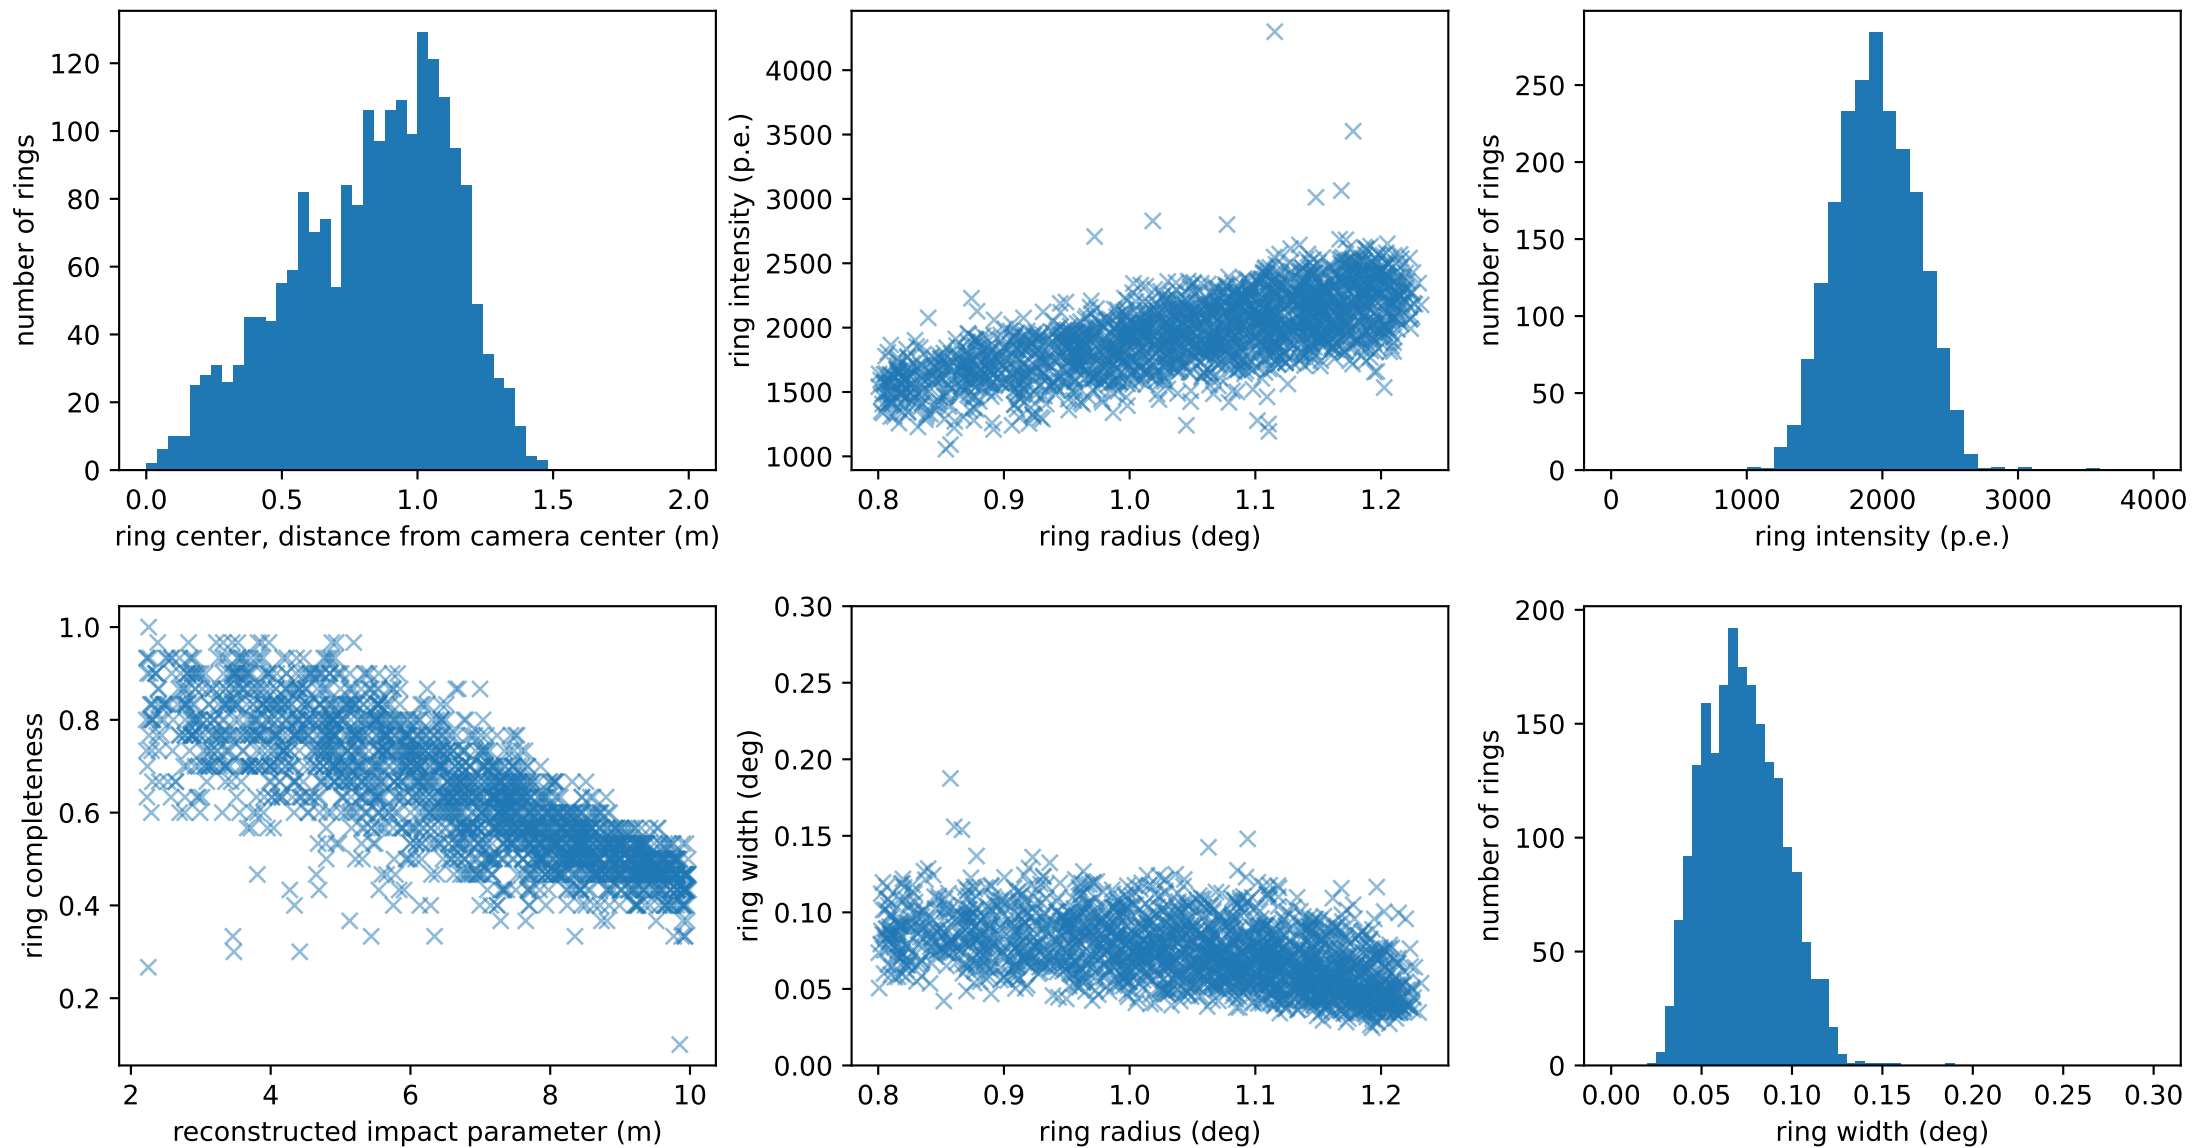 number of rings
120
100
80
60
40
20
0
0.0 0.5 1.0 1.5 2.0
ring center, distance from camera center (m)
ring intensity (p.e.)
4000
3500
3000
2500
2000
1500
1000
0.8 0.9 1.0 1.1 1.2
ring radius (deg)
number of rings
250
200
150
100
50
0
0 1000 2000 3000 4000
ring intensity (p.e.)
ring completeness
1.0
0.8
0.6
0.4
0.2
2 4 6 8 10
reconstructed impact parameter (m)
ring width (deg)
0.30
0.25
0.20
0.15
0.10
0.05
0.00
0.8 0.9 1.0 1.1 1.2
ring radius (deg)
number of rings
200
150
100
50
0
0.00 0.05 0.10 0.15 0.20 0.25 0.30
ring width (deg)